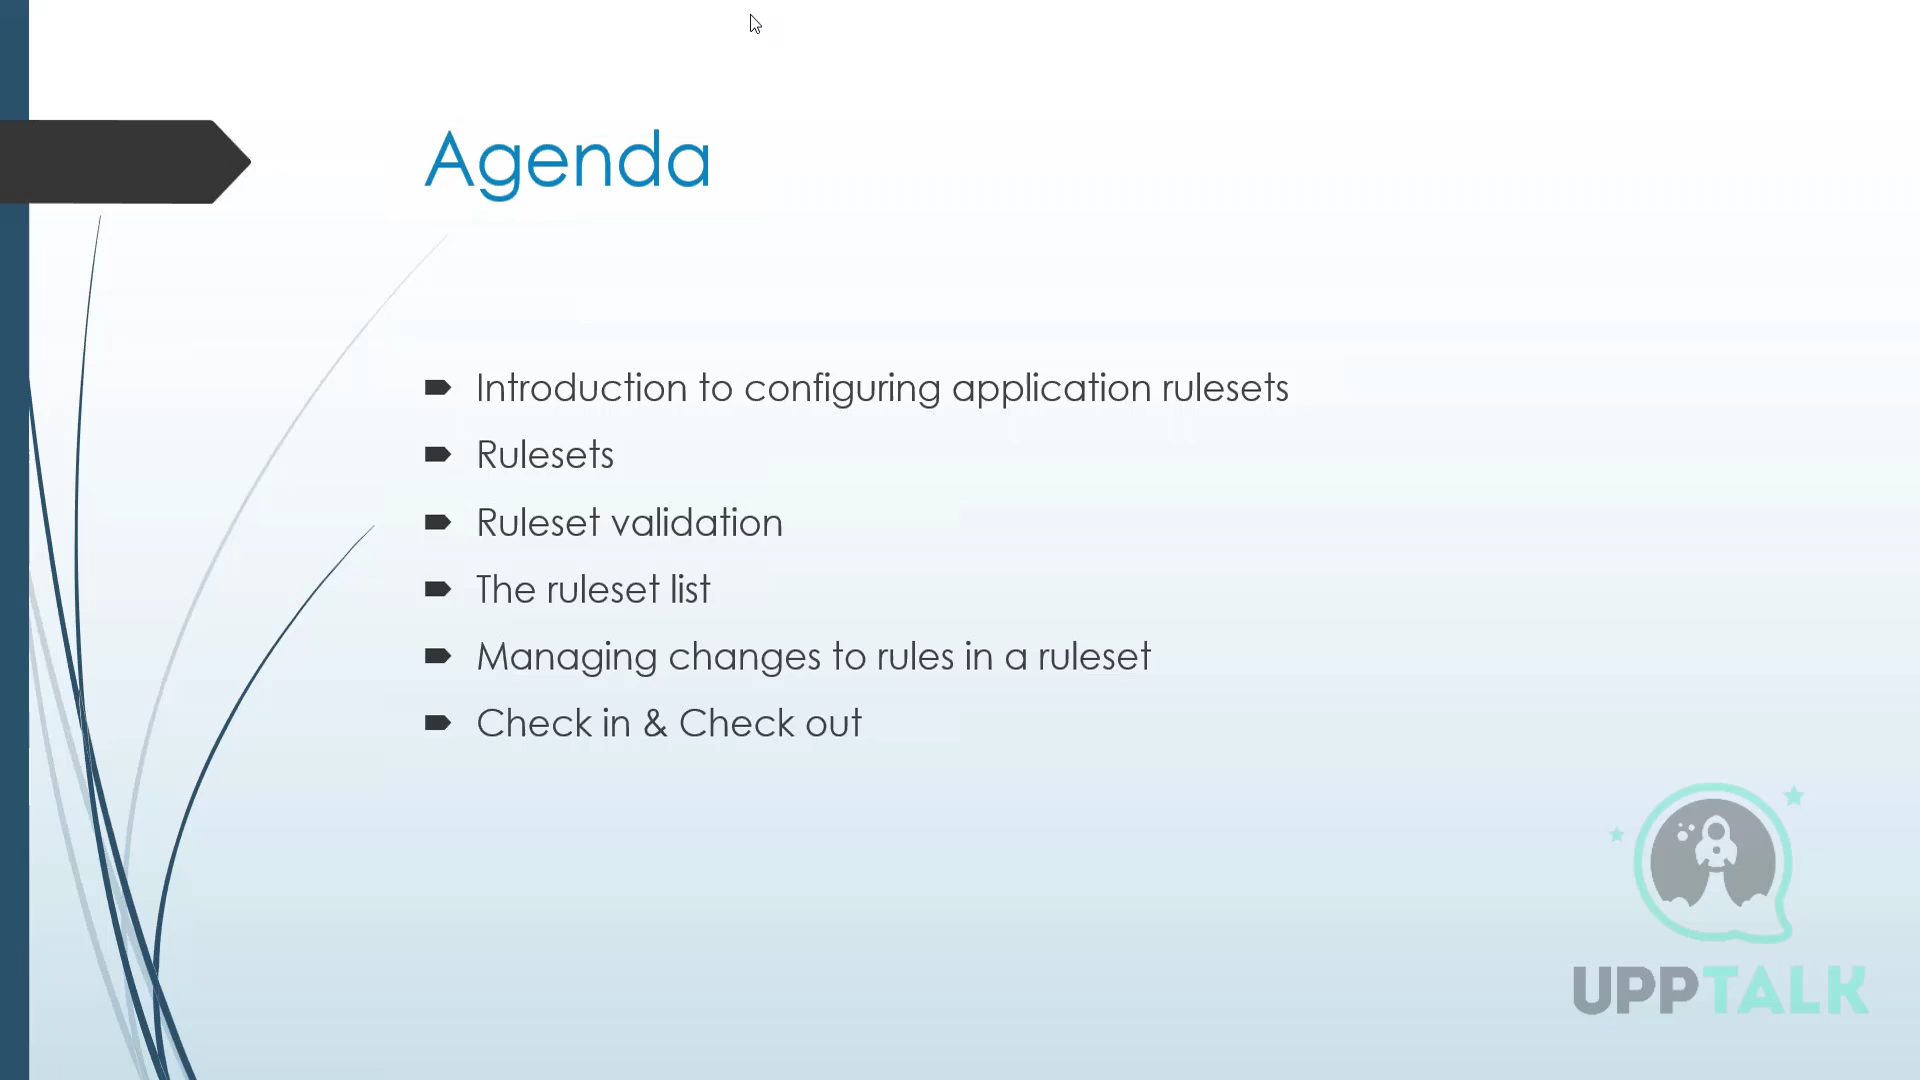 Agenda
Introduction to configuring application rulesets
Rulesets
Ruleset validation
The ruleset list
Managing changes to rules in a ruleset
Check in & Check out
UPPTALK